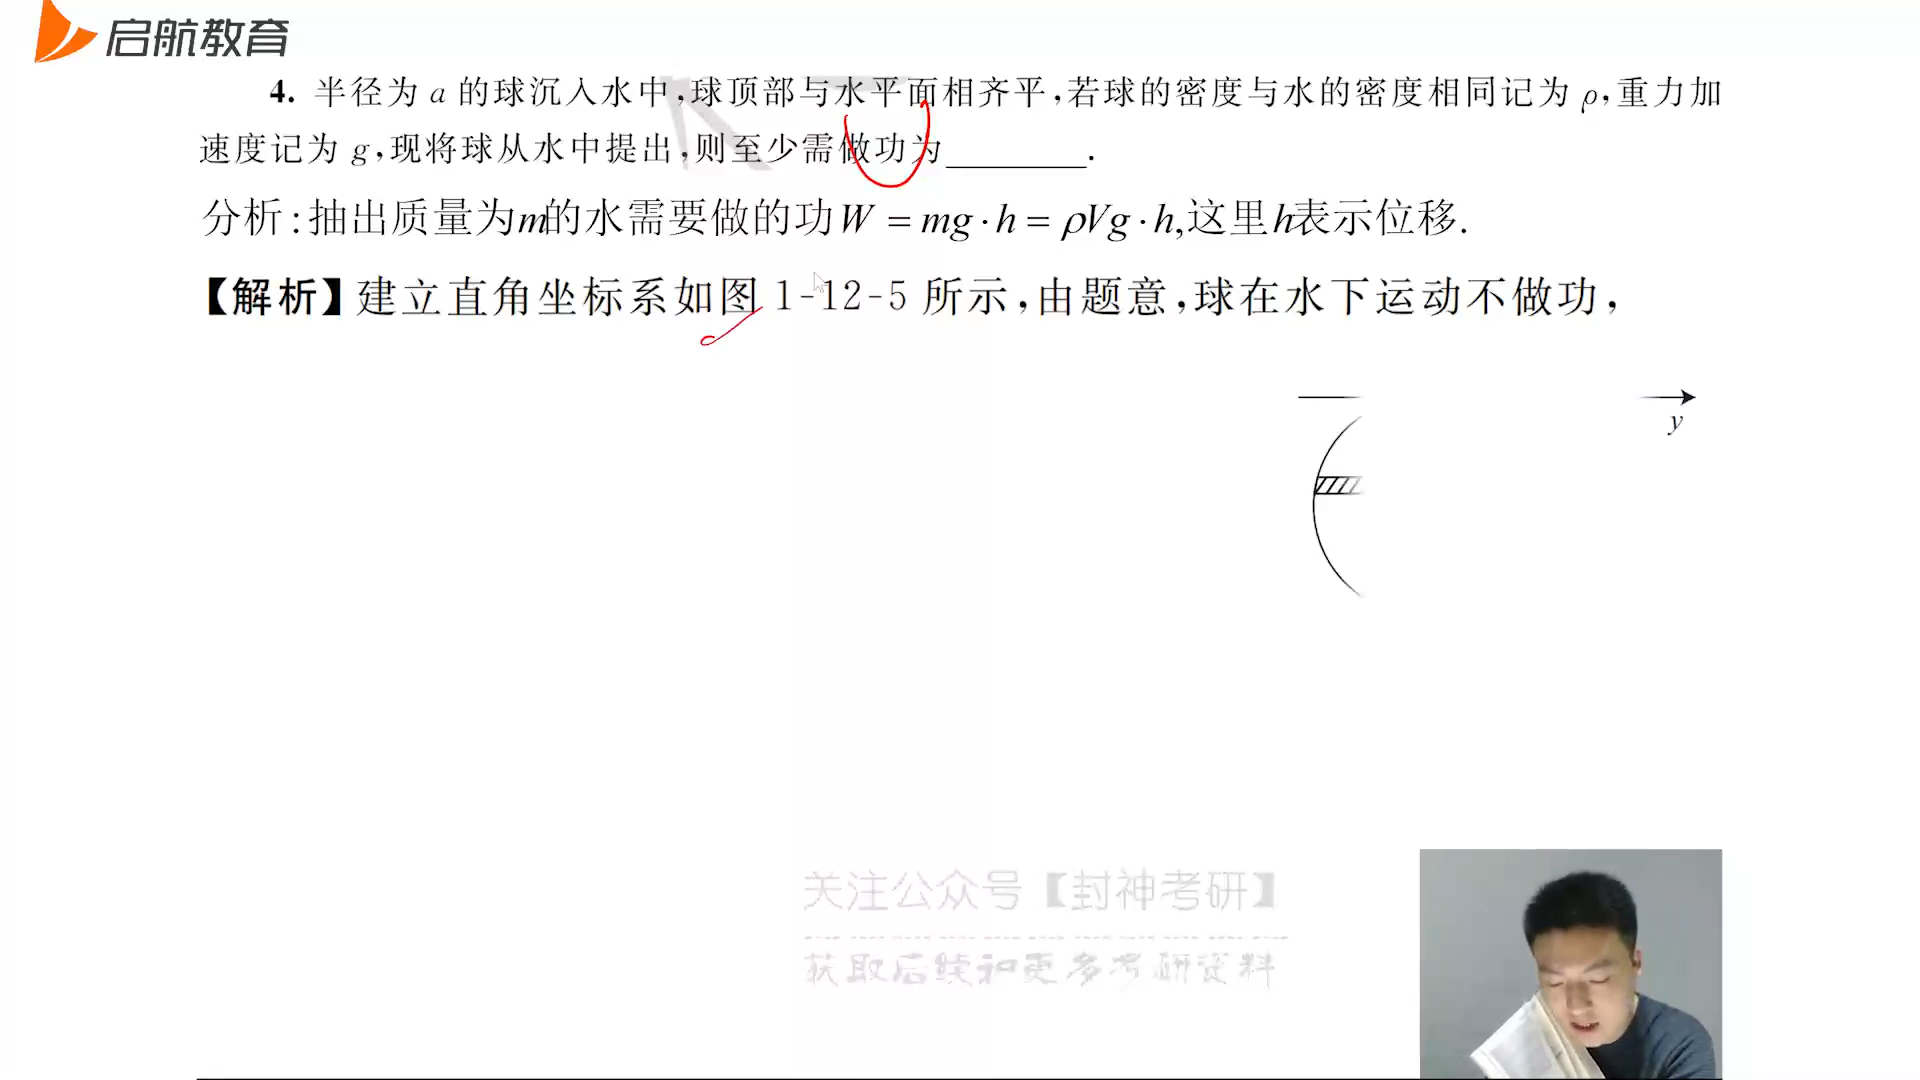 启航教育
4. 半径为 a 的球沉入水中,球顶部与水平面相齐平,若球的密度与水的密度相同记为 ρ,重力加
速度记为 g,现将球从水中提出,则至少需做功为________.
分析:抽出质量为m的水需要做的功W = mg·h = ρVg·h,这里h表示位移.
【解析】建立直角坐标系如图 1-12-5 所示,由题意,球在水下运动不做功,
y
关注公众号【封神考研】
获取后续和更多考研资料